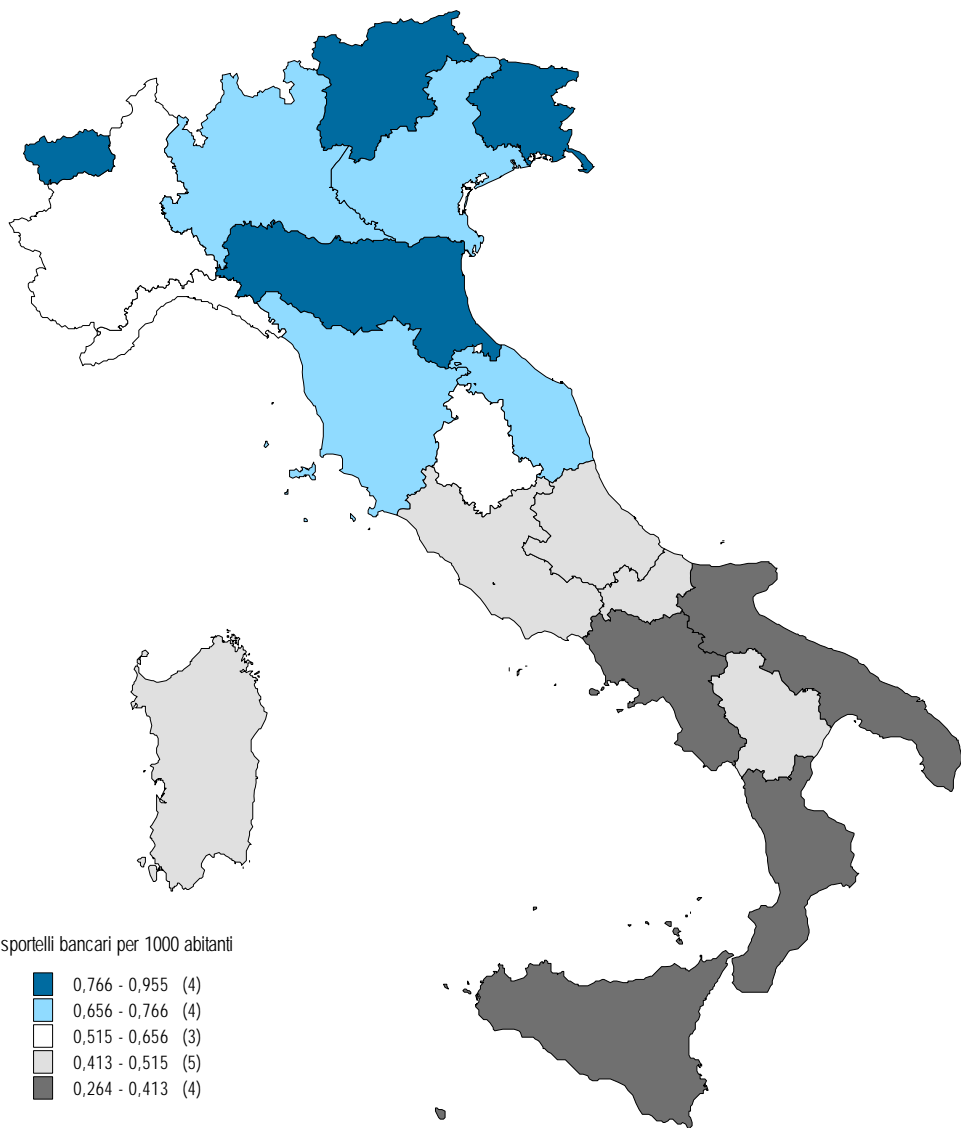 sportelli bancari per 1000 abitanti
0,766 - 0,955 (4)
0,656 - 0,766 (4)
0,515 - 0,656 (3)
0,413 - 0,515 (5)
0,264 - 0,413 (4)